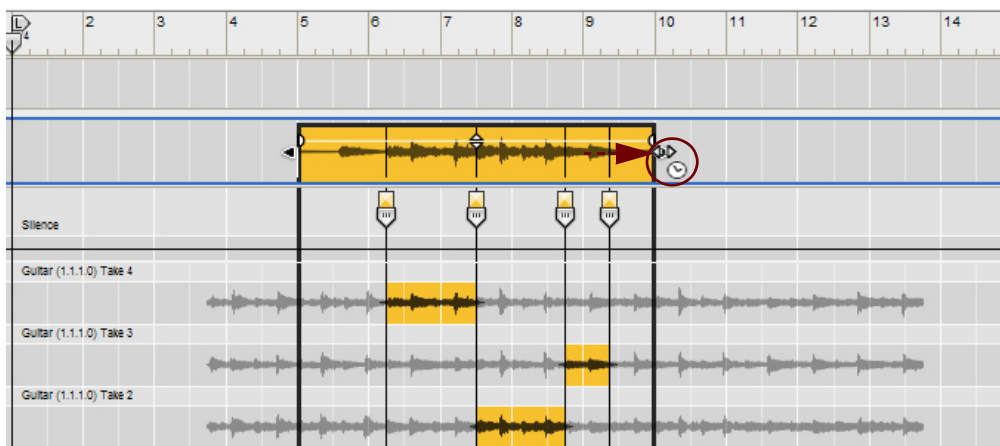 L 2 3 4 5 6 7 8 9 10 11 12 13 14
4
Silence
Guitar (1.1.1.0) Take 4
Guitar (1.1.1.0) Take 3
Guitar (1.1.1.0) Take 2